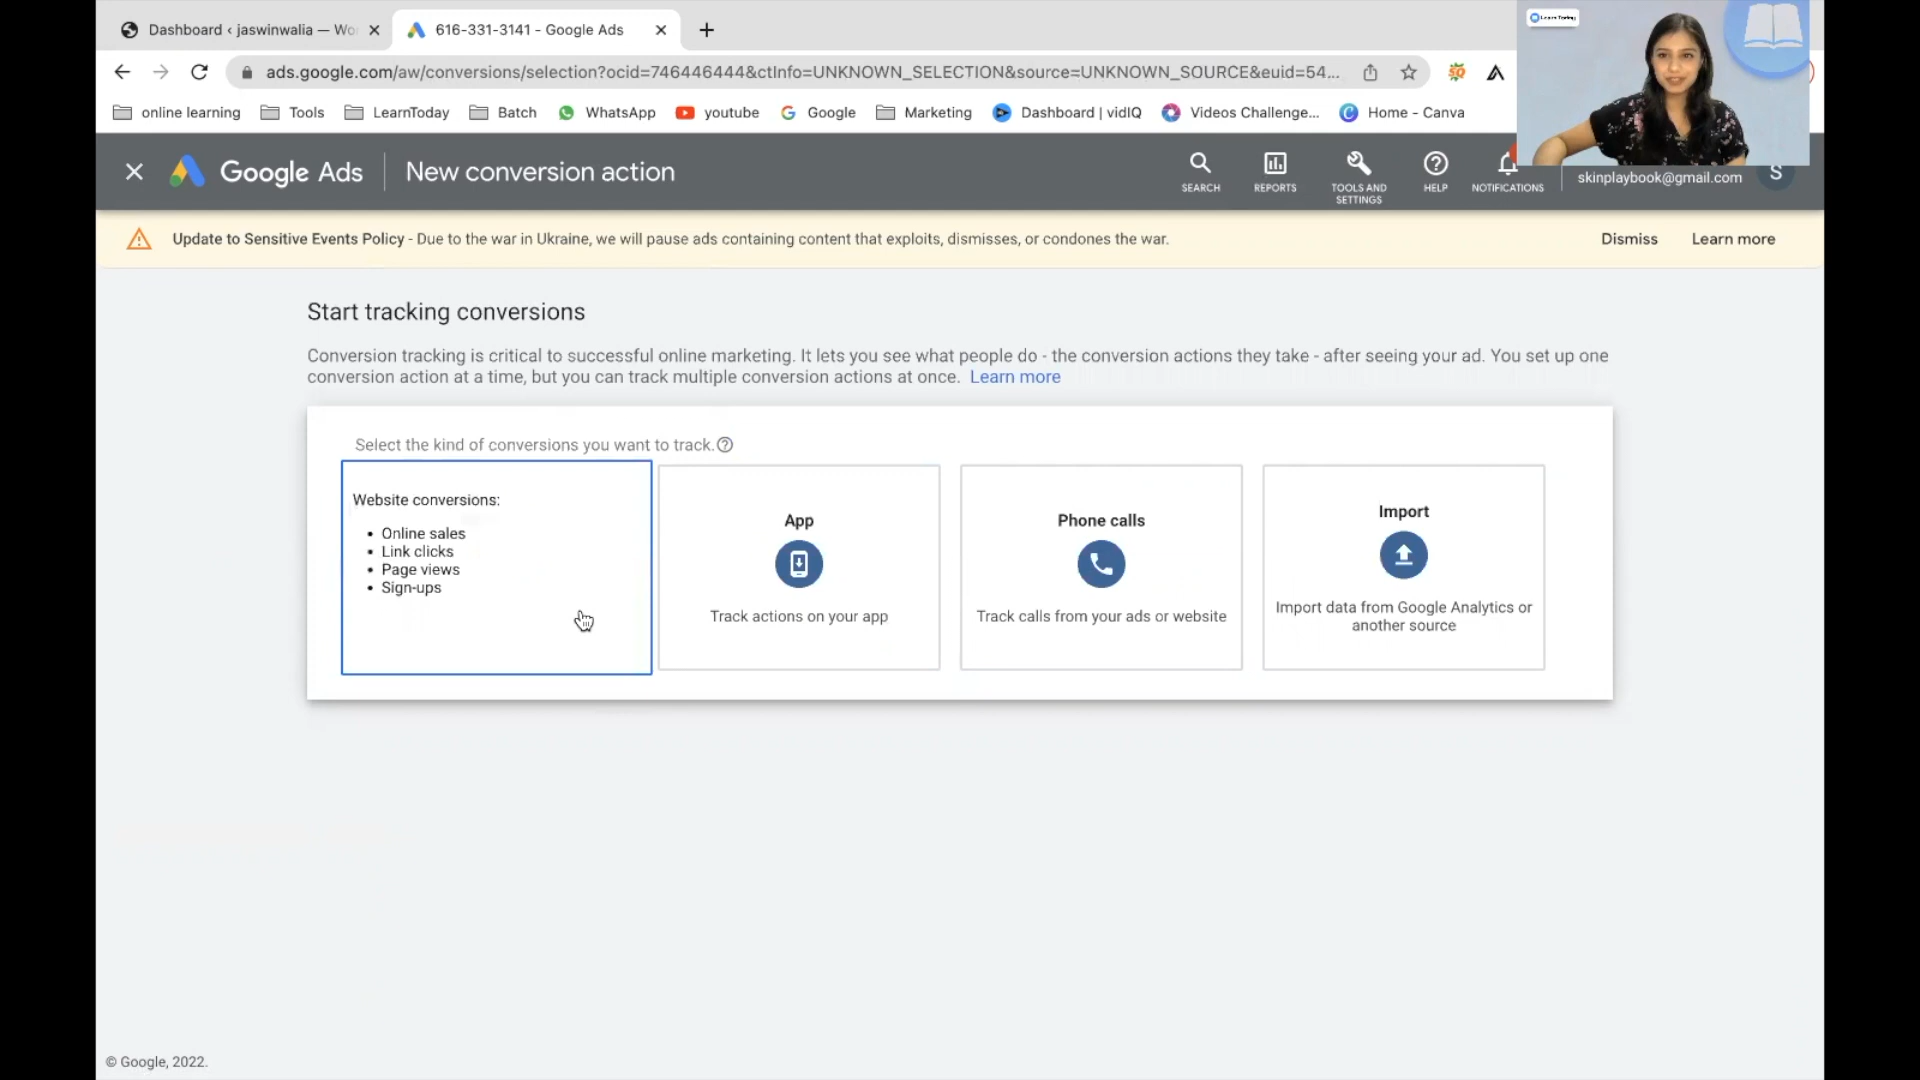 Dashboard ‹ jaswinwalia — Wo
616-331-3141 - Google Ads
ads.google.com/aw/conversions/selection?ocid=746446444&ctInfo=UNKNOWN_SELECTION&source=UNKNOWN_SOURCE&euid=54...
online learning
Tools
LearnToday
Batch
WhatsApp
youtube
Google
Marketing
Dashboard | vidIQ
Videos Challenge...
Home - Canva
Learn Today
Google Ads
New conversion action
SEARCH
REPORTS
TOOLS AND
SETTINGS
HELP
NOTIFICATIONS
skinplaybook@gmail.com
S
Update to Sensitive Events Policy - Due to the war in Ukraine, we will pause ads containing content that exploits, dismisses, or condones the war.
Dismiss
Learn more
Start tracking conversions
Conversion tracking is critical to successful online marketing. It lets you see what people do - the conversion actions they take - after seeing your ad. You set up one
conversion action at a time, but you can track multiple conversion actions at once. Learn more
Select the kind of conversions you want to track.
Website conversions:
• Online sales
• Link clicks
• Page views
• Sign-ups
App
Track actions on your app
Phone calls
Track calls from your ads or website
Import
Import data from Google Analytics or
another source
© Google, 2022.